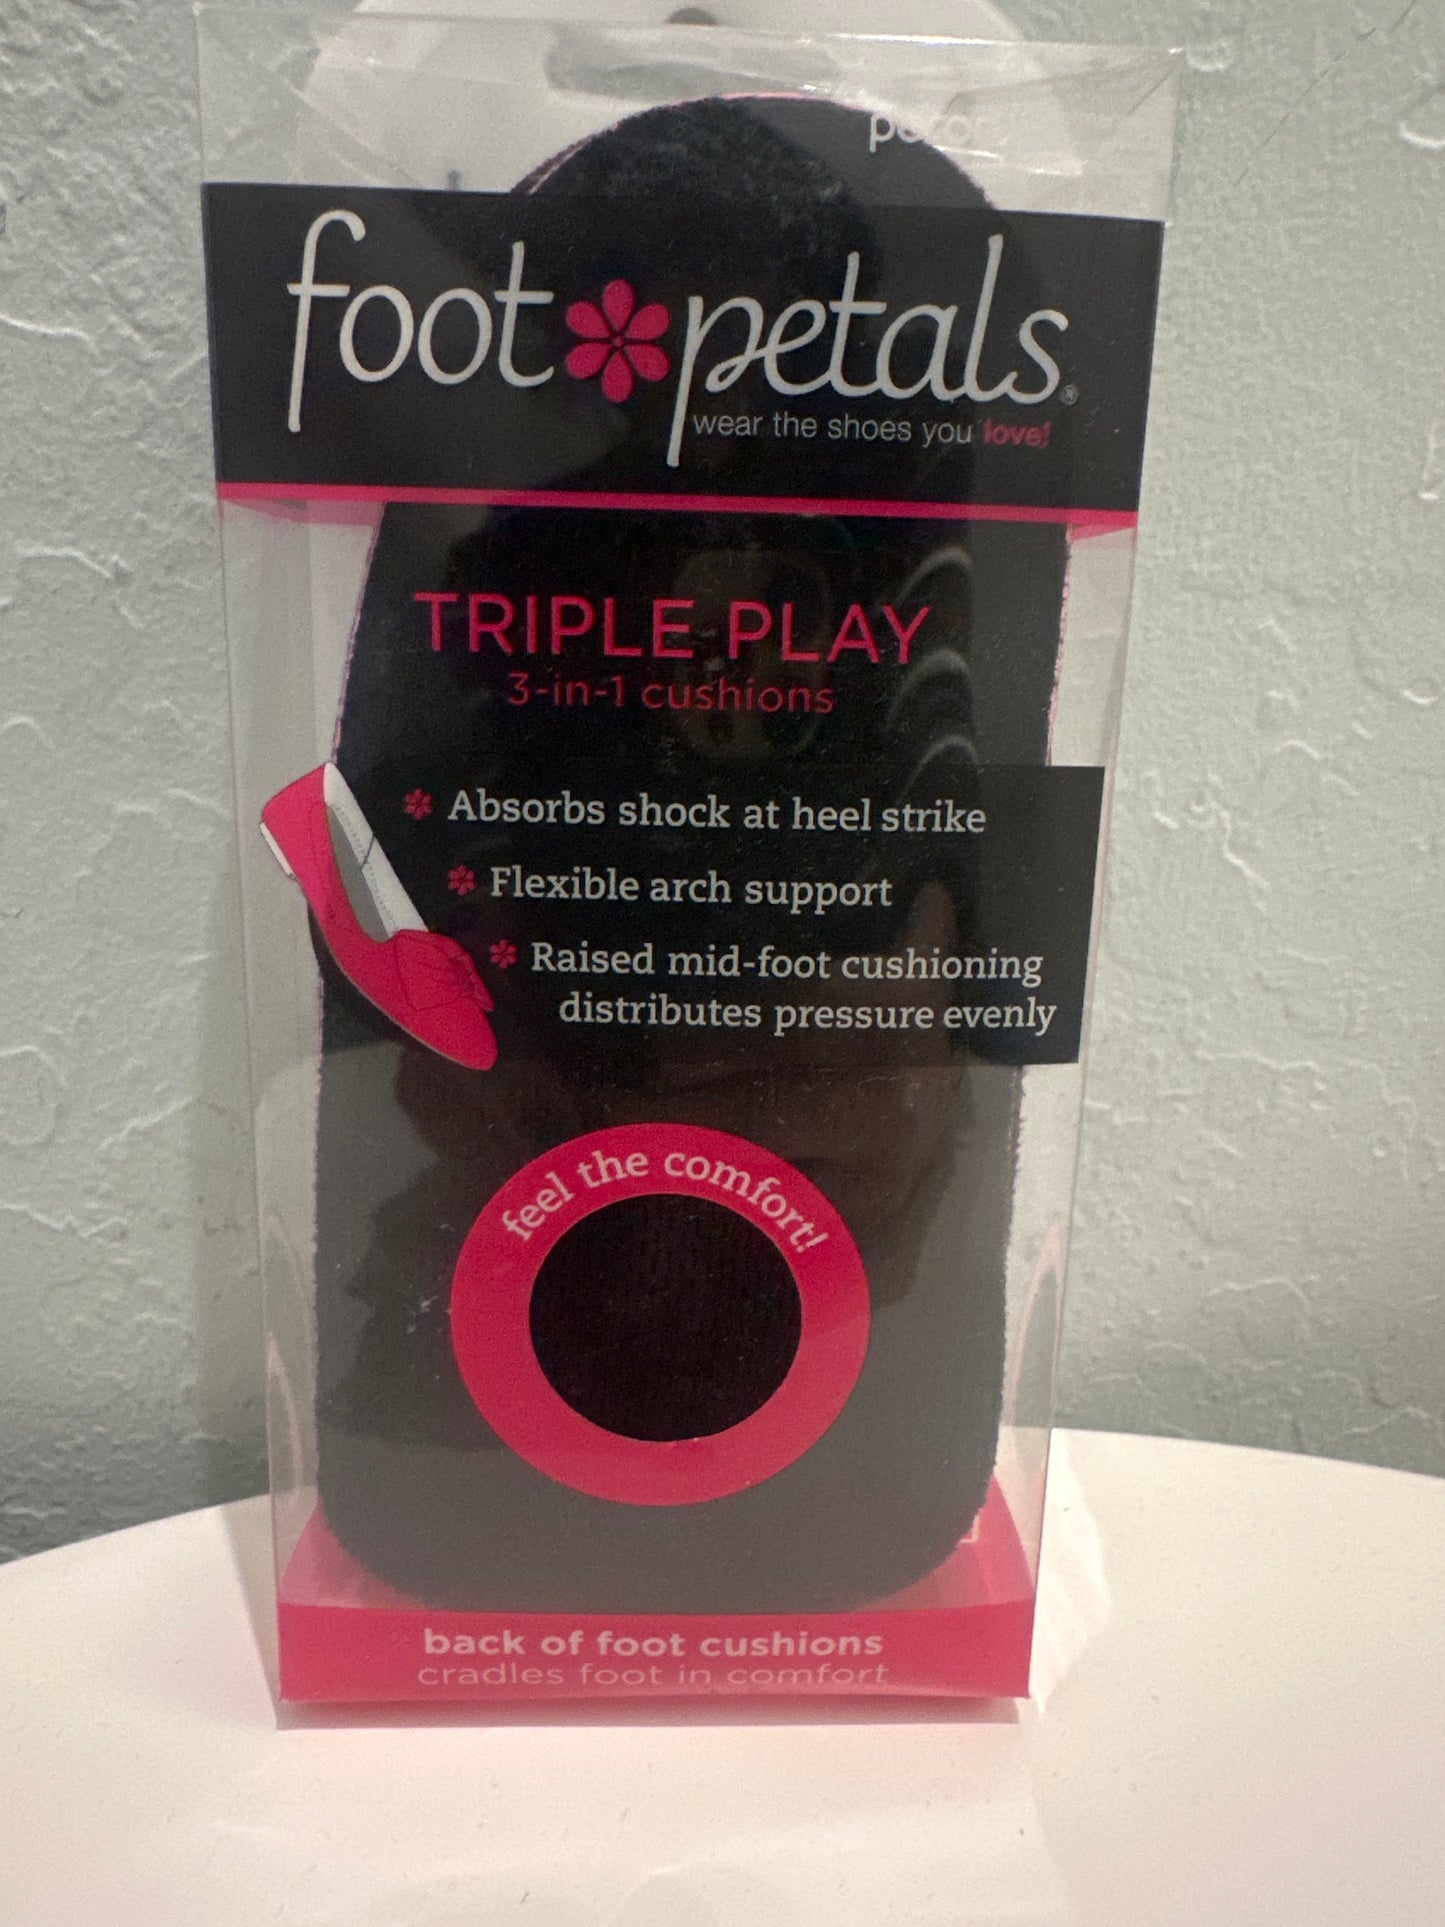 foot petals®
wear the shoes you love!
TRIPLE PLAY
3-in-1 cushions
Absorbs shock at heel strike
Flexible arch support
Raised mid-foot cushioning
distributes pressure evenly
feel the comfort!
back of foot cushions
cradles foot in comfort